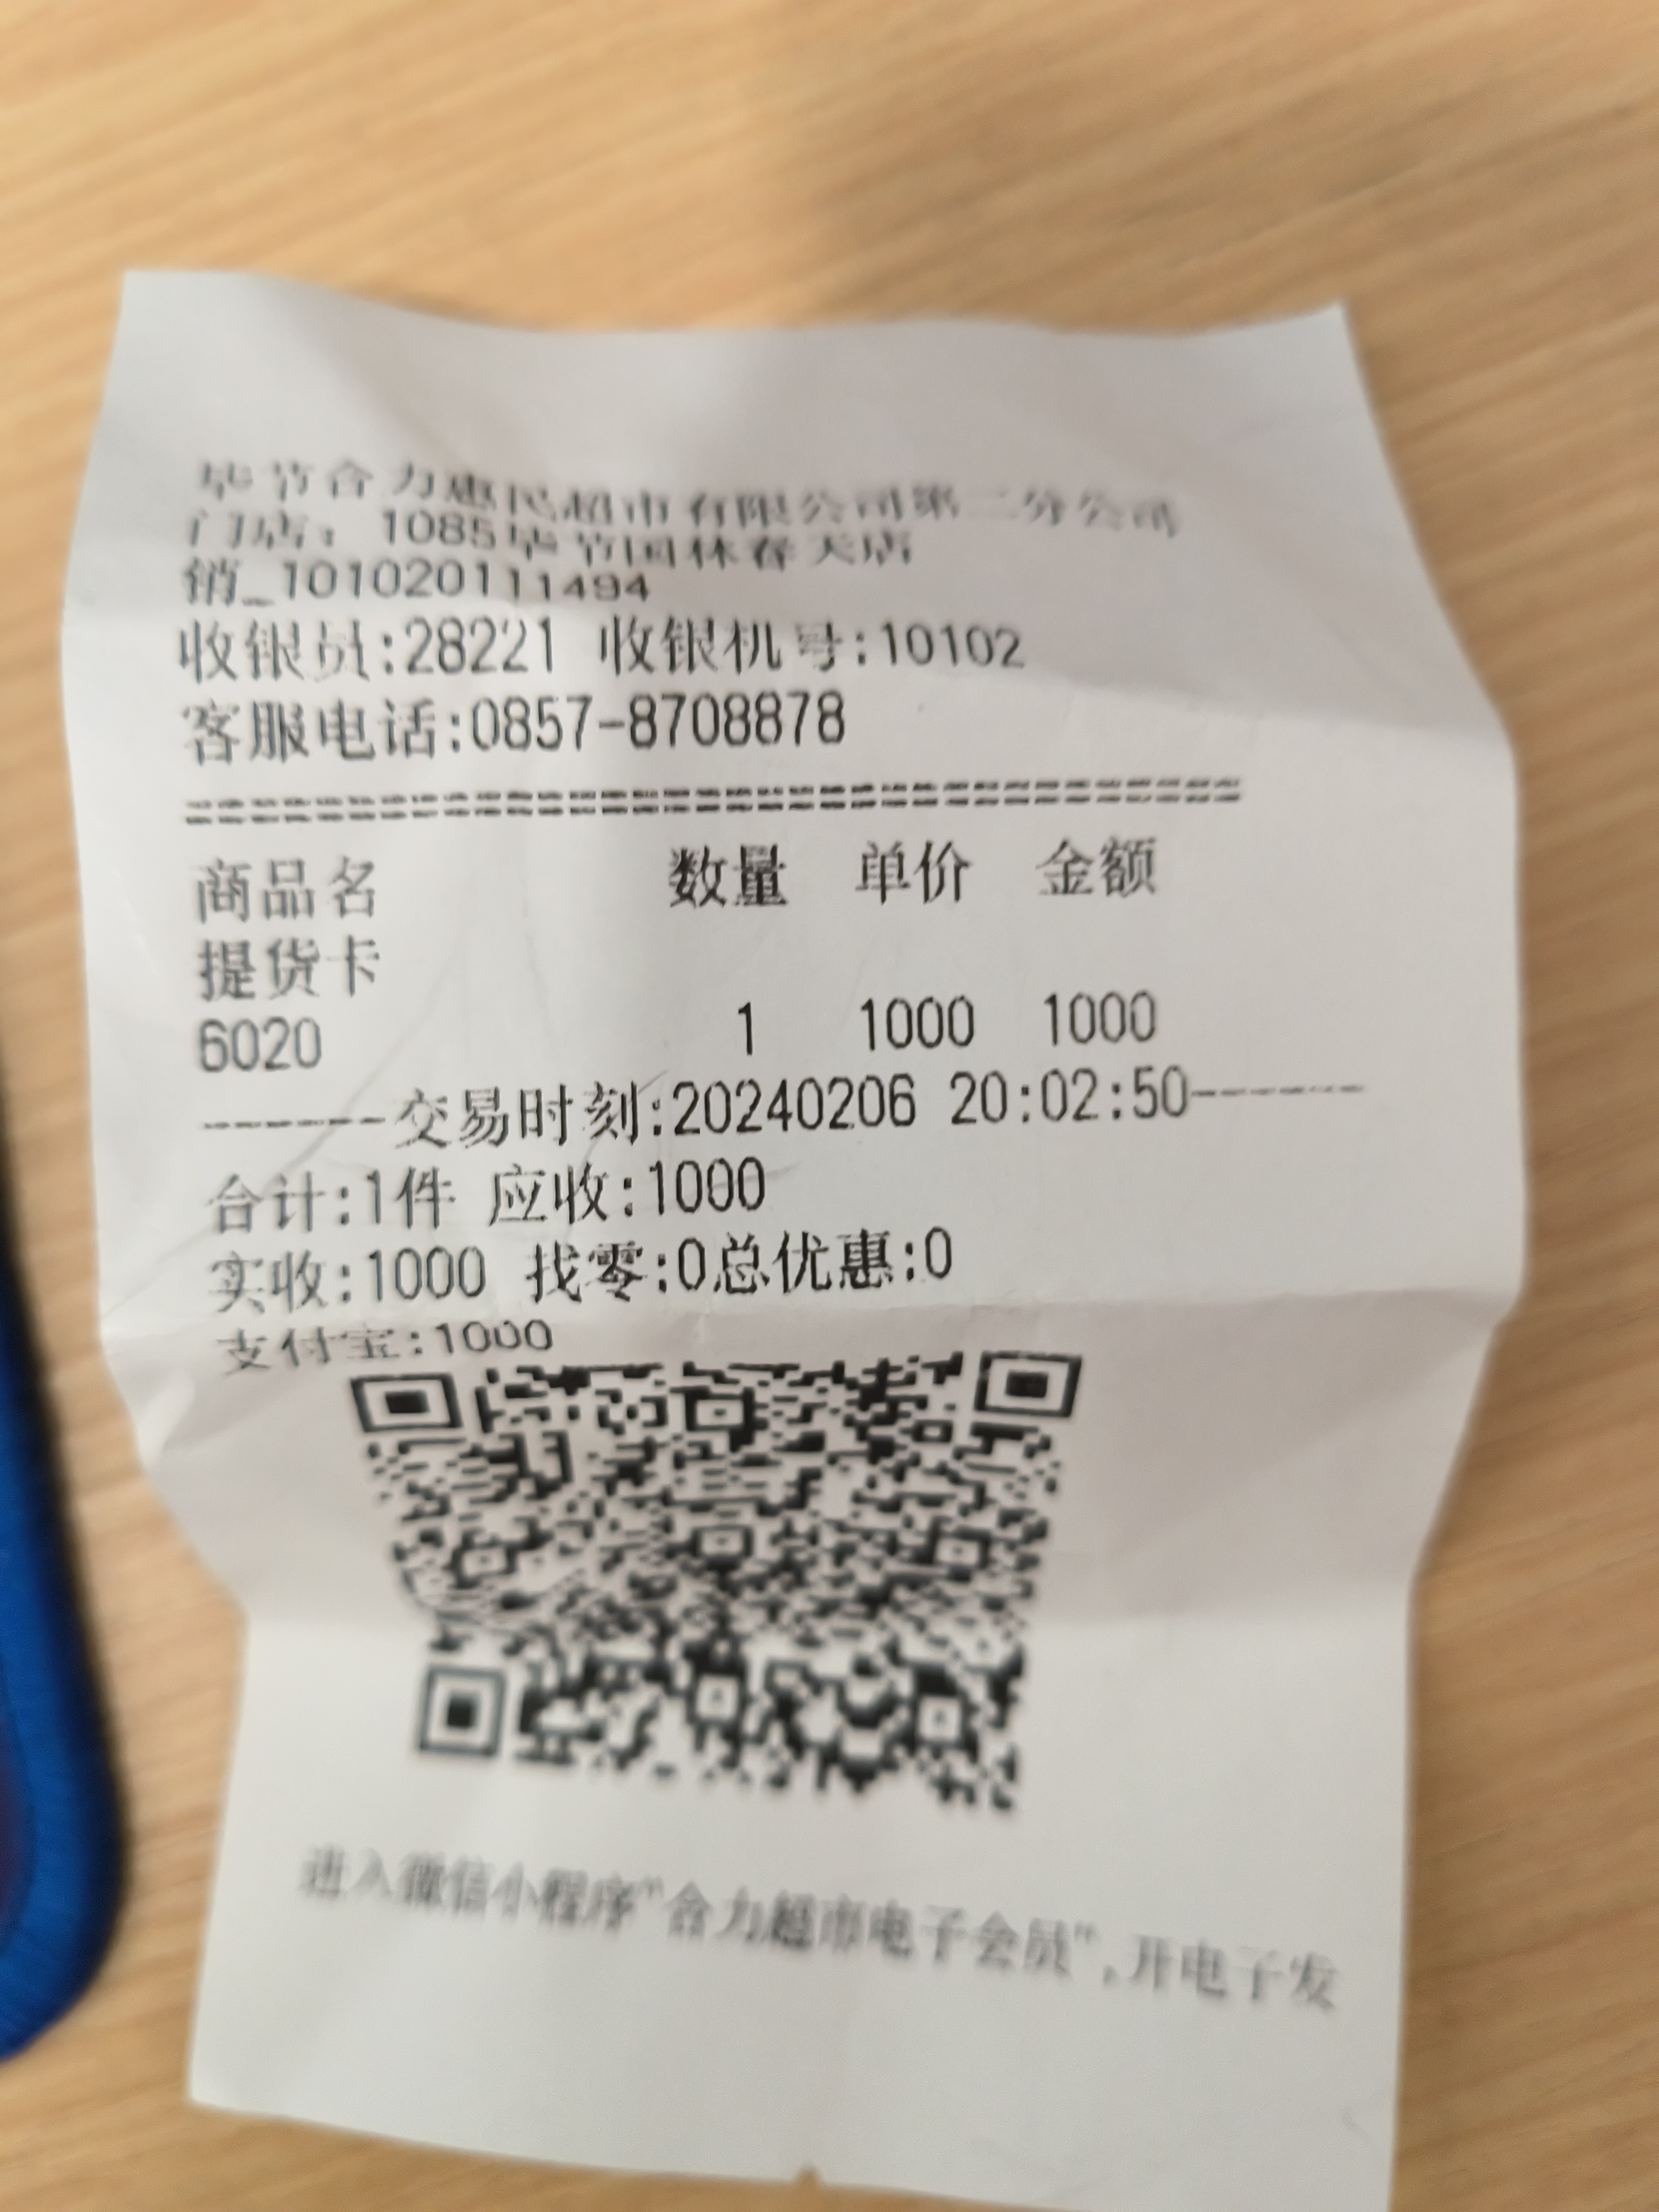 毕节合力惠民超市有限公司第二分公司
门店：1085毕节国林春天店
销_101020111494
收银员:28221 收银机号:10102
客服电话:0857-8708878
商品名 数量 单价 金额
提货卡
6020 1 1000 1000
------交易时刻:20240206 20:02:50------
合计:1件 应收:1000
实收:1000 找零:0总优惠:0
支付宝:1000
进入微信小程序"合力超市电子会员",开电子发